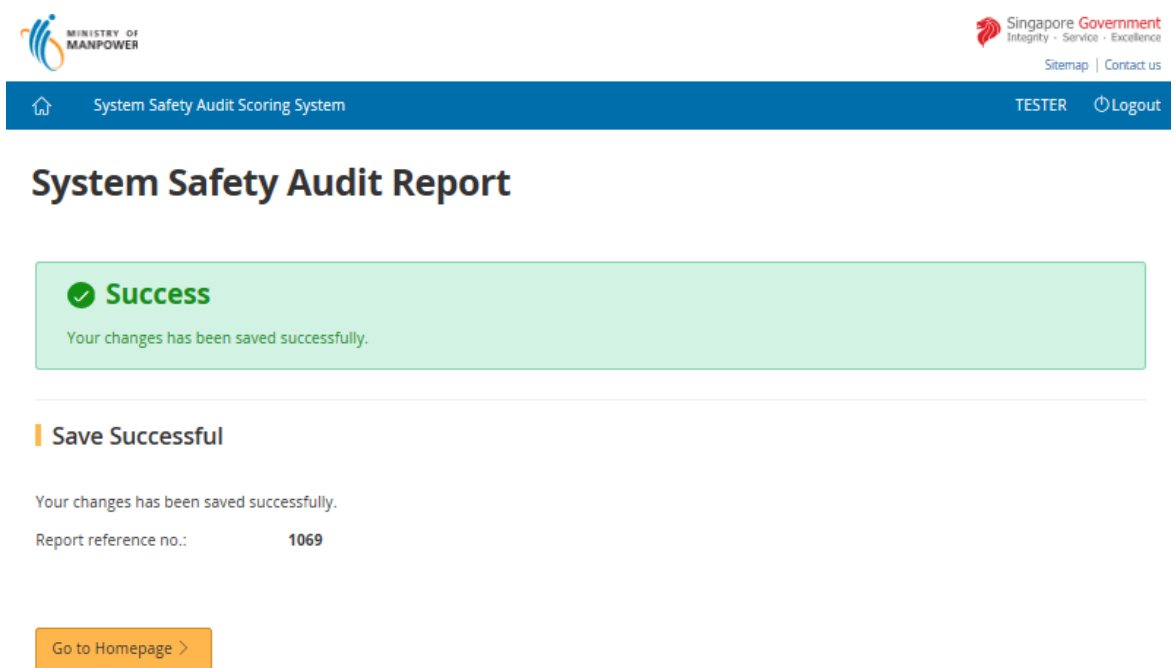 MINISTRY OF
MANPOWER
Singapore Government
Integrity · Service · Excellence
Sitemap | Contact us
System Safety Audit Scoring System TESTER Logout
System Safety Audit Report
Success
Your changes has been saved successfully.
Save Successful
Your changes has been saved successfully.
Report reference no.: 1069
Go to Homepage >